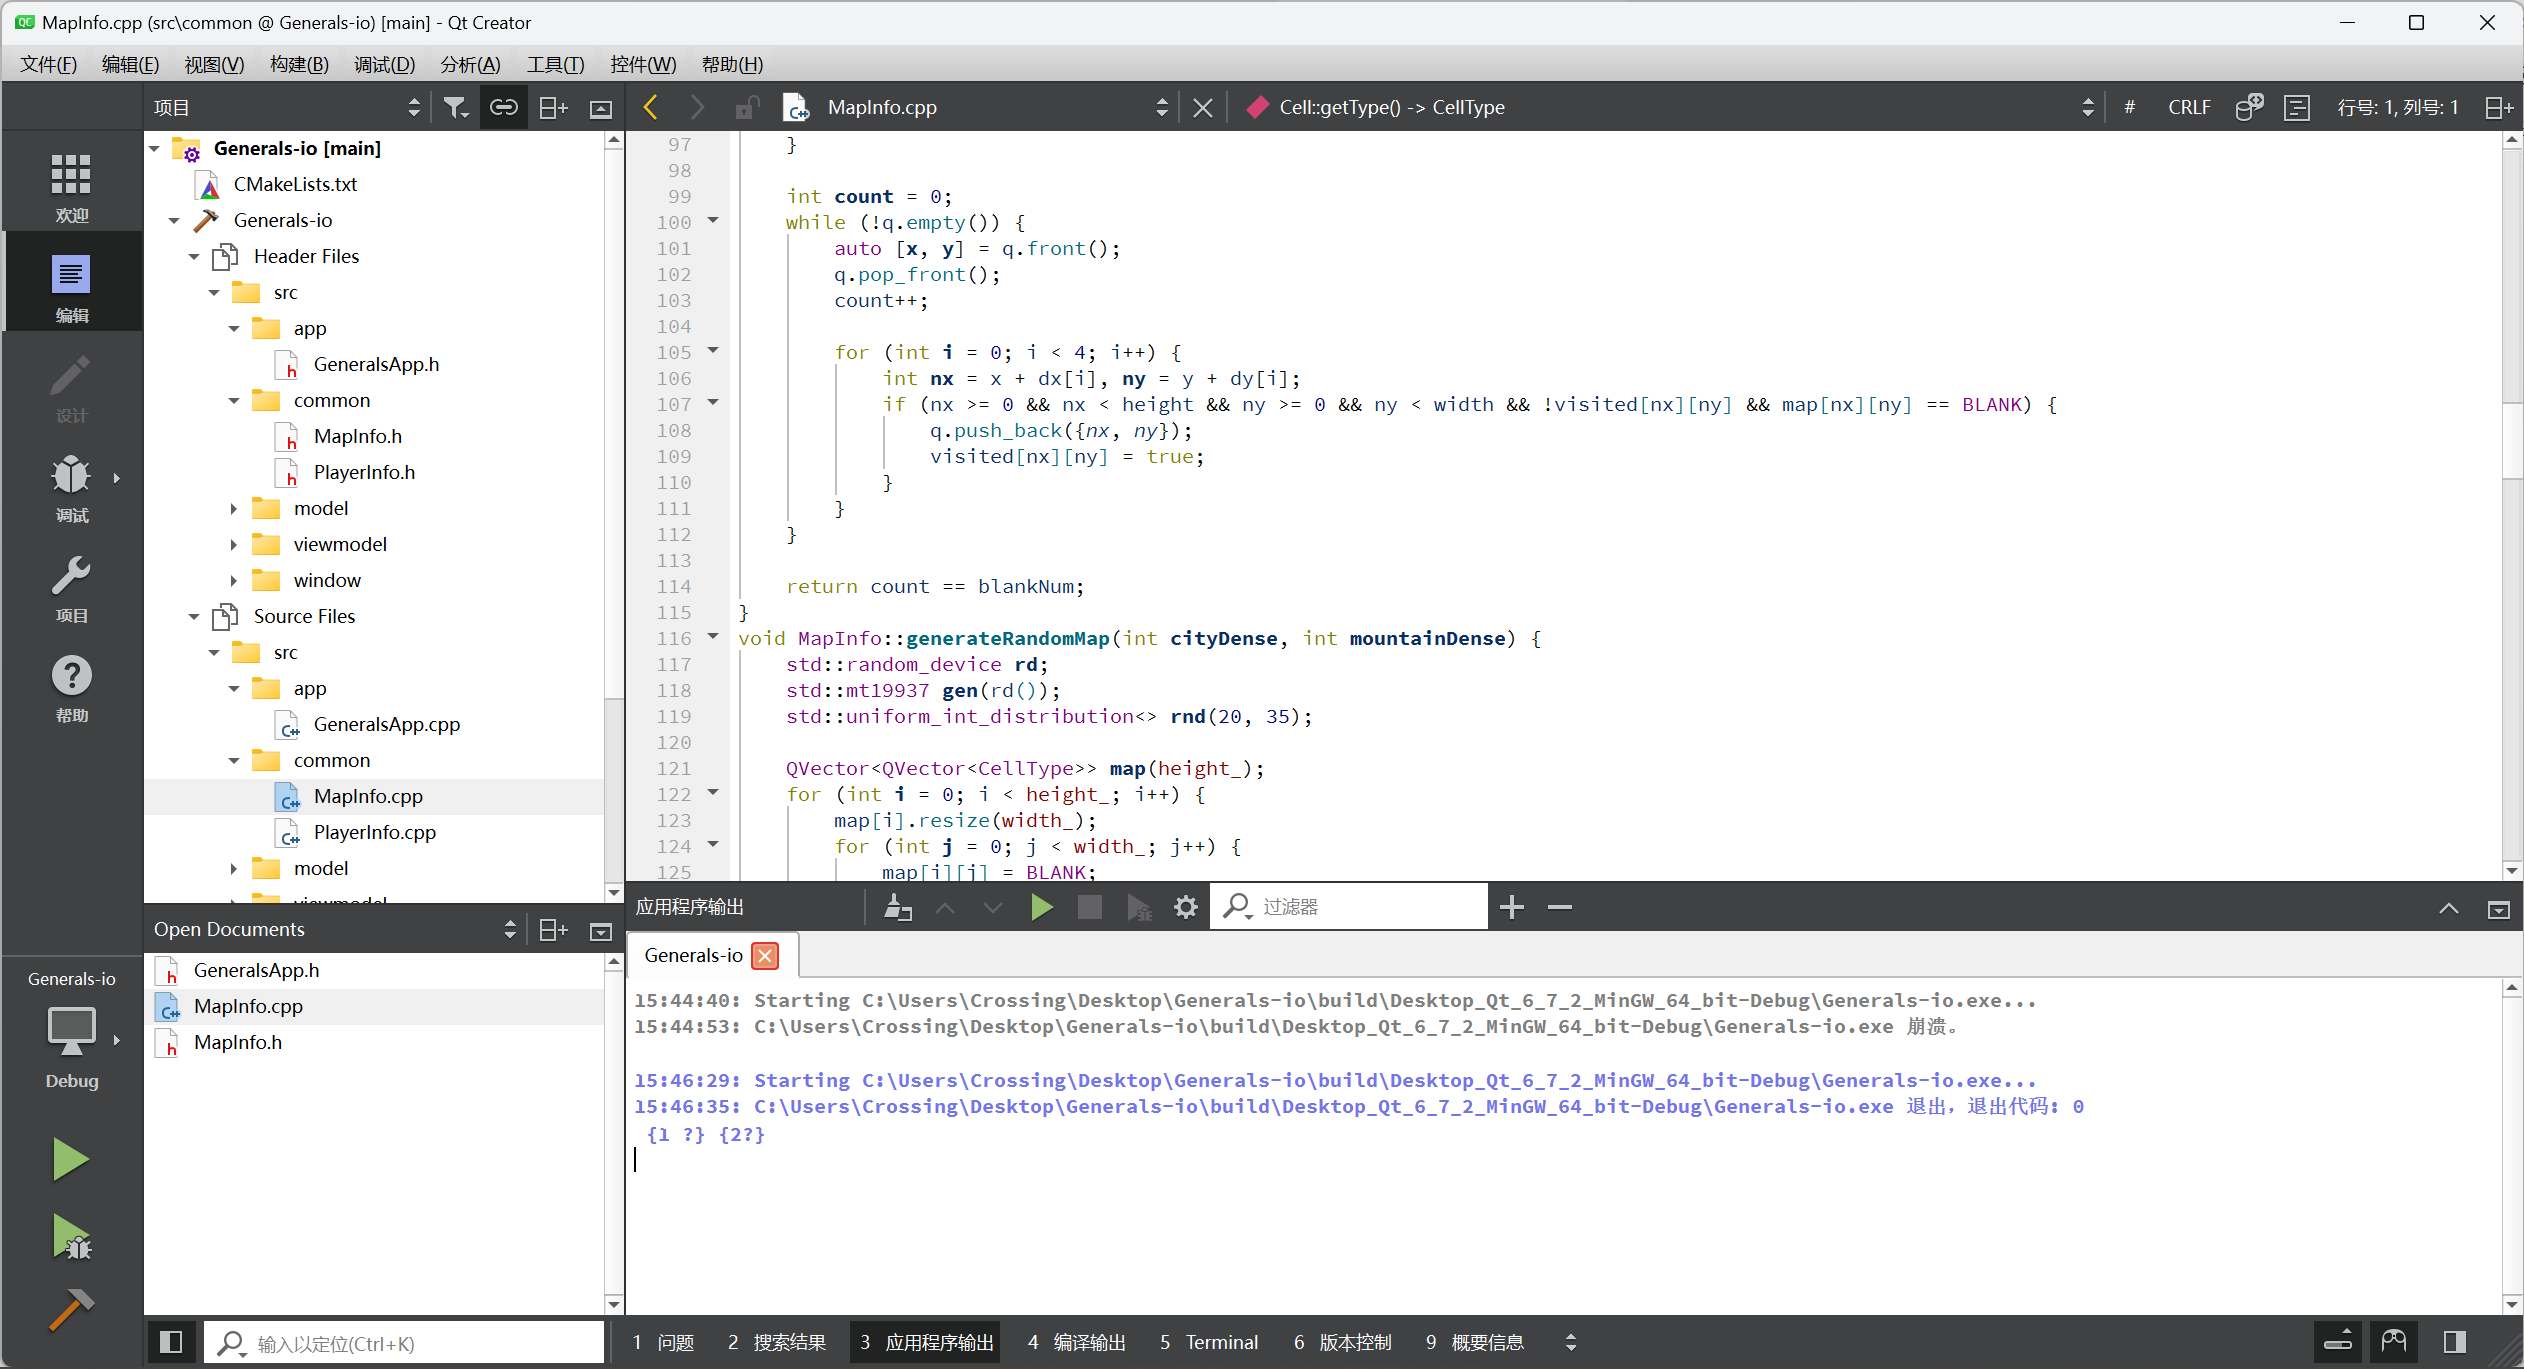 MapInfo.cpp (src\common @ Generals-io) [main] - Qt Creator
文件(F) 编辑(E) 视图(V) 构建(B) 调试(D) 分析(A) 工具(T) 控件(W) 帮助(H)
项目
MapInfo.cpp
Cell::getType() -> CellType
# CRLF
行号: 1, 列号: 1
欢迎
编辑
设计
调试
项目
帮助
Generals-io
Debug
Generals-io [main]
CMakeLists.txt
Generals-io
Header Files
src
app
GeneralsApp.h
common
MapInfo.h
PlayerInfo.h
model
viewmodel
window
Source Files
src
app
GeneralsApp.cpp
common
MapInfo.cpp
PlayerInfo.cpp
model
viewmodel
Open Documents
GeneralsApp.h
MapInfo.cpp
MapInfo.h
97 }
98
99 int count = 0;
100 while (!q.empty()) {
101 auto [x, y] = q.front();
102 q.pop_front();
103 count++;
104
105 for (int i = 0; i < 4; i++) {
106 int nx = x + dx[i], ny = y + dy[i];
107 if (nx >= 0 && nx < height && ny >= 0 && ny < width && !visited[nx][ny] && map[nx][ny] == BLANK) {
108 q.push_back({nx, ny});
109 visited[nx][ny] = true;
110 }
111 }
112 }
113
114 return count == blankNum;
115 }
116 void MapInfo::generateRandomMap(int cityDense, int mountainDense) {
117 std::random_device rd;
118 std::mt19937 gen(rd());
119 std::uniform_int_distribution<> rnd(20, 35);
120
121 QVector<QVector<CellType>> map(height_);
122 for (int i = 0; i < height_; i++) {
123 map[i].resize(width_);
124 for (int j = 0; j < width_; j++) {
125 map[i][j] = BLANK;
应用程序输出
过滤器
Generals-io
15:44:40: Starting C:\Users\Crossing\Desktop\Generals-io\build\Desktop_Qt_6_7_2_MinGW_64_bit-Debug\Generals-io.exe...
15:44:53: C:\Users\Crossing\Desktop\Generals-io\build\Desktop_Qt_6_7_2_MinGW_64_bit-Debug\Generals-io.exe 崩溃。
15:46:29: Starting C:\Users\Crossing\Desktop\Generals-io\build\Desktop_Qt_6_7_2_MinGW_64_bit-Debug\Generals-io.exe...
15:46:35: C:\Users\Crossing\Desktop\Generals-io\build\Desktop_Qt_6_7_2_MinGW_64_bit-Debug\Generals-io.exe 退出，退出代码: 0
{1 ?} {2?}
输入以定位(Ctrl+K)
1 问题 2 搜索结果 3 应用程序输出 4 编译输出 5 Terminal 6 版本控制 9 概要信息